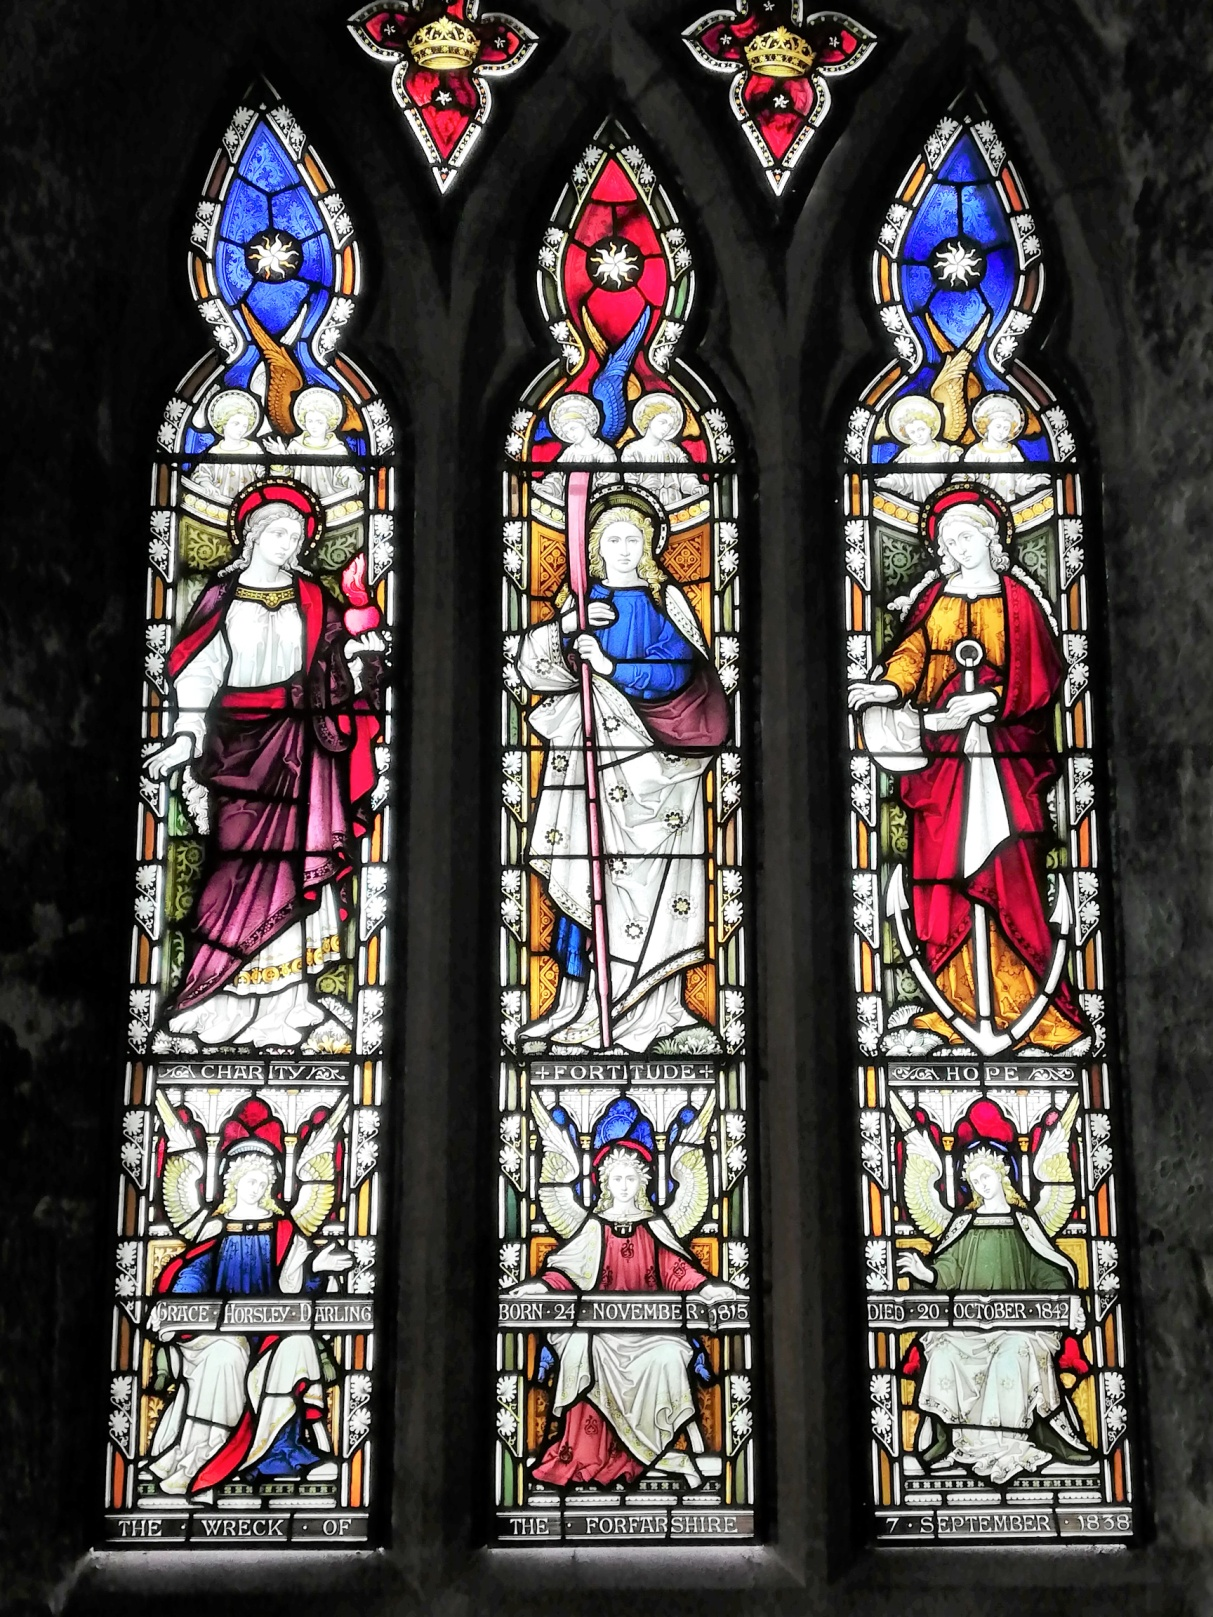 CHARITY
+FORTITUDE+
HOPE
GRACE · HORSLEY · DARLING
BORN · 24 · NOVEMBER · 1815
DIED · 20 · OCTOBER · 1842
THE · WRECK · OF
THE · FORFARSHIRE
7 · SEPTEMBER · 1838